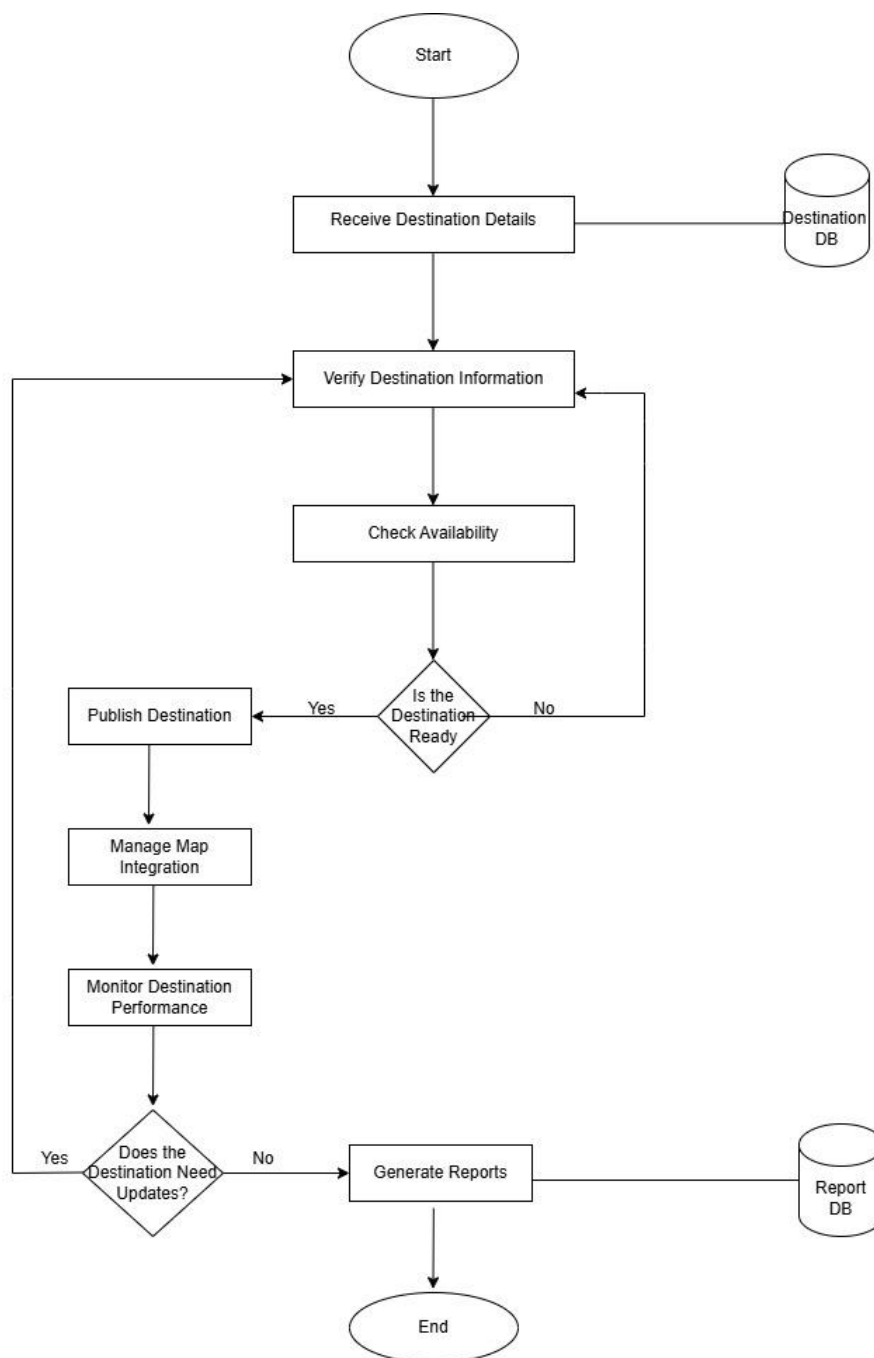 Start
Receive Destination Details
Destination
DB
Verify Destination Information
Check Availability
Is the
Destination
Ready
Yes
No
Publish Destination
Manage Map
Integration
Monitor Destination
Performance
Does the
Destination Need
Updates?
Yes
No
Generate Reports
Report
DB
End